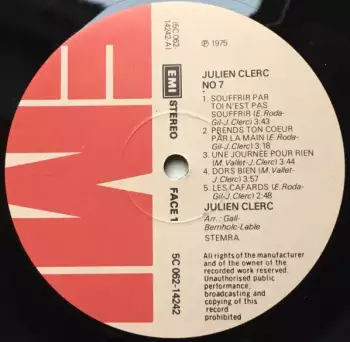 (5C 062-
14242 A)
℗ 1975
EMI
STEREO
FACE 1
5C 062-14242
EMI
JULIEN CLERC
NO 7
1. SOUFFRIR PAR
TOI N'EST PAS
SOUFFRIR (E. Roda-
Gil-J. Clerc) 3:43
2. PRENDS TON COEUR
PAR LA MAIN (E. Roda-
Gil-J. Clerc) 3:18
3. UNE JOURNÉE POUR RIEN
(M. Vallet-J. Clerc) 3:44
4. DORS BIEN (M. Vallet-
J. Clerc) 3:57
5. LES CAFARDS (E. Roda-
Gil-J. Clerc) 2:48
JULIEN CLERC
Arr.: Gall-
Bernholc-Lable
STEMRA
All rights of the manufacturer
and of the owner of the
recorded work reserved.
Unauthorised public
performance,
broadcasting and
copying of
this record
prohibited